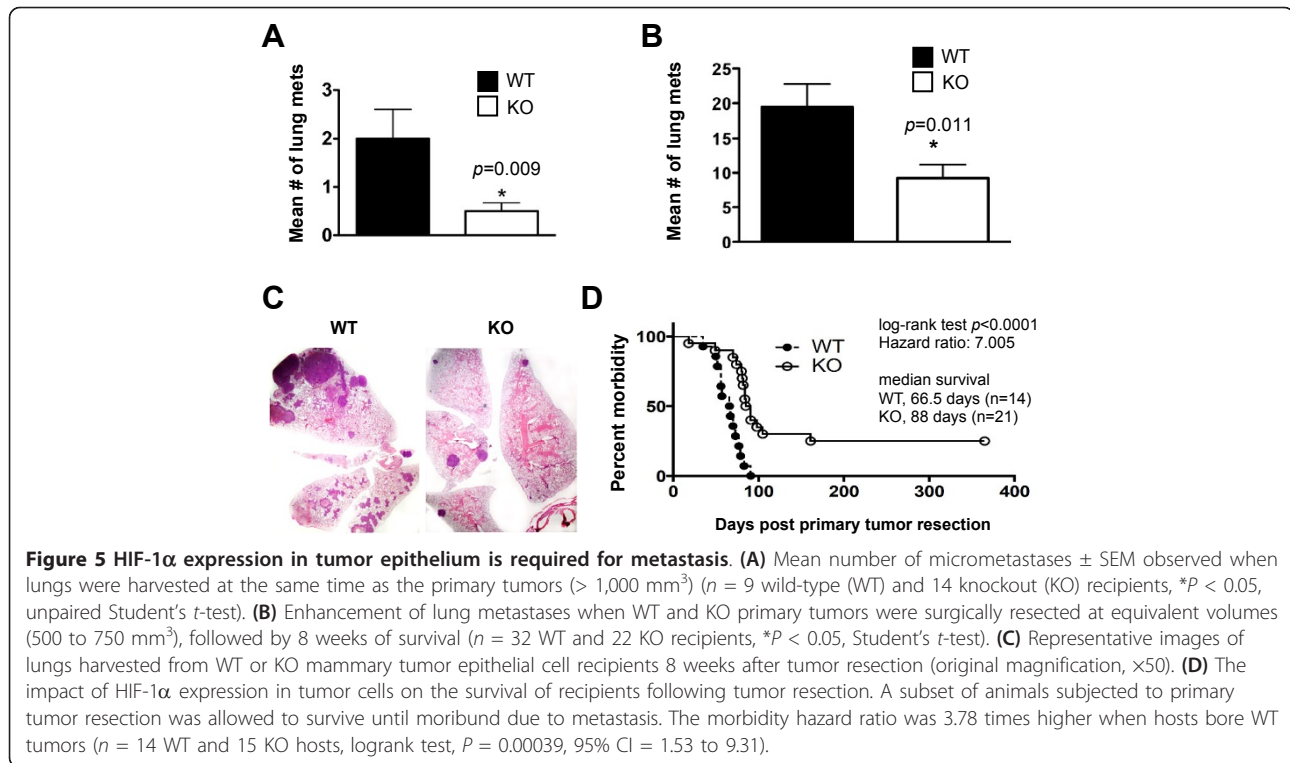 A
WT
KO
Mean # of lung mets
3
2
1
0
p=0.009
*
B
WT
KO
Mean # of lung mets
25
20
15
10
5
0
p=0.011
*
C
WT
KO
D
Percent morbidity
100
50
0
WT
KO
log-rank test p<0.0001
Hazard ratio: 7.005
median survival
WT, 66.5 days (n=14)
KO, 88 days (n=21)
0
100
200
300
400
Days post primary tumor resection
Figure 5 HIF-1α expression in tumor epithelium is required for metastasis. (A) Mean number of micrometastases ± SEM observed when
lungs were harvested at the same time as the primary tumors (> 1,000 mm³) (n = 9 wild-type (WT) and 14 knockout (KO) recipients, *P < 0.05,
unpaired Student's t-test). (B) Enhancement of lung metastases when WT and KO primary tumors were surgically resected at equivalent volumes
(500 to 750 mm³), followed by 8 weeks of survival (n = 32 WT and 22 KO recipients, *P < 0.05, Student's t-test). (C) Representative images of
lungs harvested from WT or KO mammary tumor epithelial cell recipients 8 weeks after tumor resection (original magnification, ×50). (D) The
impact of HIF-1α expression in tumor cells on the survival of recipients following tumor resection. A subset of animals subjected to primary
tumor resection was allowed to survive until moribund due to metastasis. The morbidity hazard ratio was 3.78 times higher when hosts bore WT
tumors (n = 14 WT and 15 KO hosts, logrank test, P = 0.00039, 95% CI = 1.53 to 9.31).